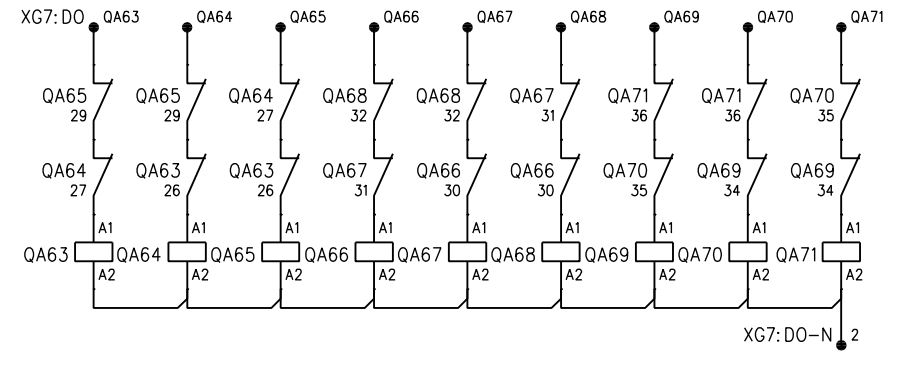 XG7:DO QA63 QA64 QA65 QA66 QA67 QA68 QA69 QA70 QA71
QA65 QA65 QA64 QA68 QA68 QA67 QA71 QA71 QA70
29 29 27 32 32 31 36 36 35
QA64 QA63 QA63 QA67 QA66 QA66 QA70 QA69 QA69
27 26 26 31 30 30 35 34 34
A1 A1 A1 A1 A1 A1 A1 A1 A1
QA63 QA64 QA65 QA66 QA67 QA68 QA69 QA70 QA71
A2 A2 A2 A2 A2 A2 A2 A2 A2
XG7:DO-N 2